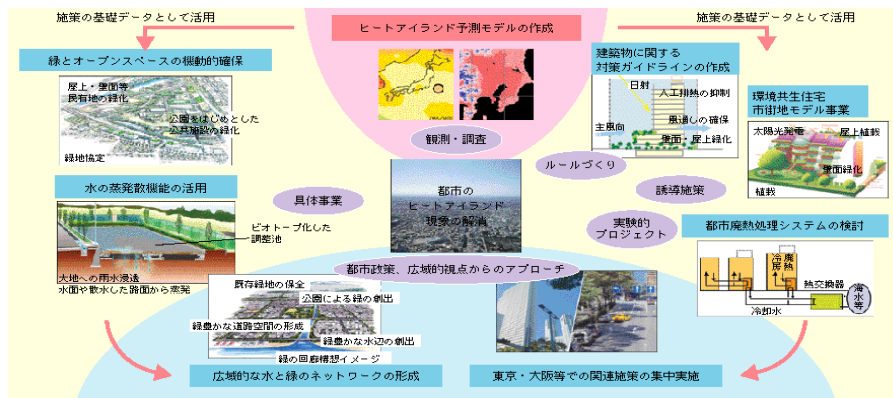 施策の基礎データとして活用
ヒートアイランド予測モデルの作成
施策の基礎データとして活用
緑とオープンスペースの機動的確保
屋上・壁面等
民有地の緑化
公園をはじめとした
公共施設の緑化
緑地協定
観測・調査
建築物に関する
対策ガイドラインの作成
日射
人工排熱の抑制
風通しの確保
主風向
壁面・屋上緑化
環境共生住宅
市街地モデル事業
太陽光発電
屋上植栽
壁面緑化
植栽
ルールづくり
誘導施策
水の蒸発散機能の活用
具体事業
ビオトープ化した
調整池
大地への雨水浸透
水面や散水した路面から蒸発
都市の
ヒートアイランド
現象の解消
実験的
プロジェクト
都市廃熱処理システムの検討
冷房
廃熱
熱交換器
海水等
冷却水
都市政策、広域的視点からのアプローチ
既存緑地の保全
公園による緑の創出
緑豊かな道路空間の形成
緑豊かな水辺の創出
緑の回廊構想イメージ
広域的な水と緑のネットワークの形成
東京・大阪等での関連施策の集中実施